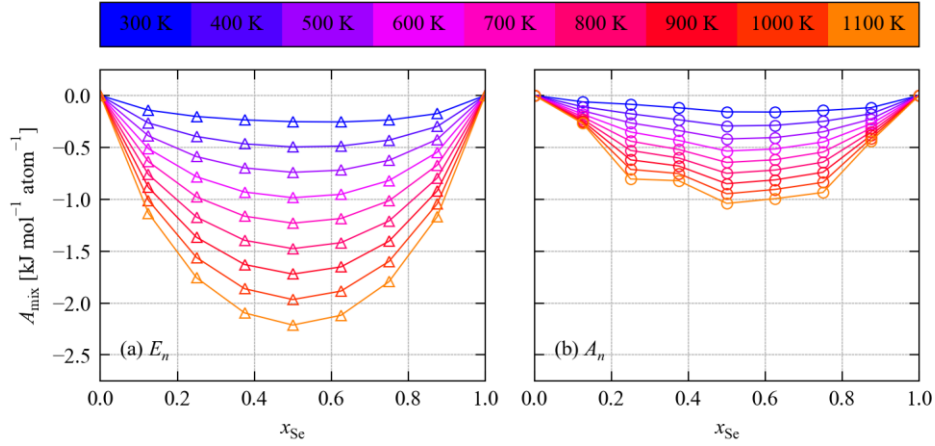 300 K 400 K 500 K 600 K 700 K 800 K 900 K 1000 K 1100 K
A_mix [kJ mol⁻¹ atom⁻¹]
0.0
−0.5
−1.0
−1.5
−2.0
−2.5
(a) E_n
(b) A_n
0.0 0.2 0.4 0.6 0.8 1.0
0.0 0.2 0.4 0.6 0.8 1.0
x_Se
x_Se